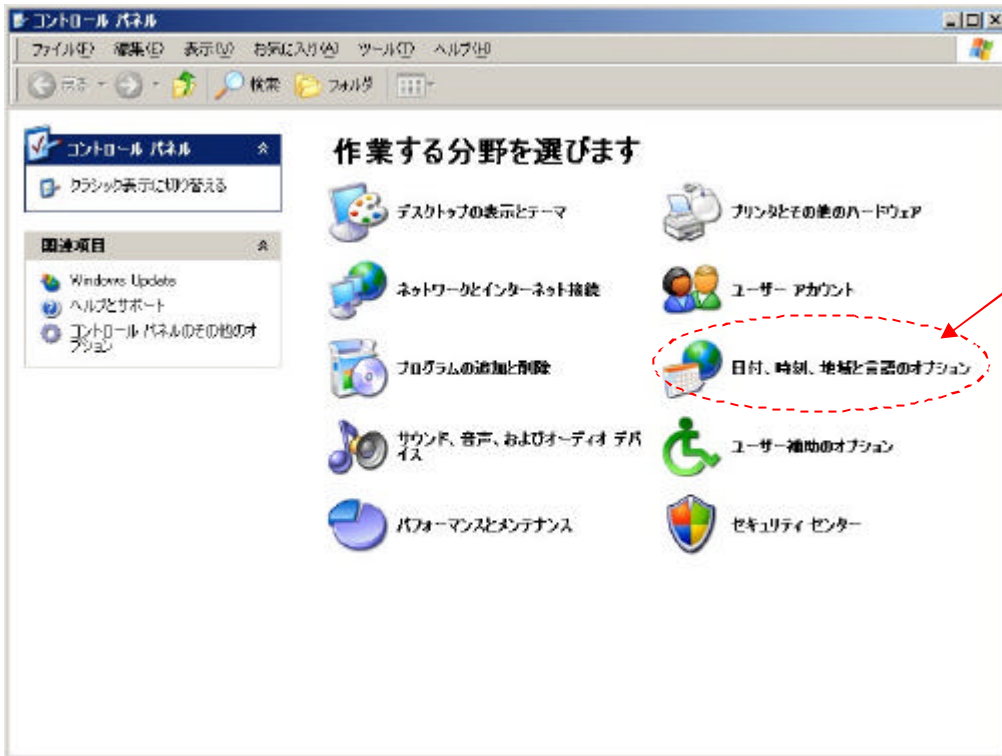 コントロール パネル
ファイル(F) 編集(E) 表示(V) お気に入り(A) ツール(T) ヘルプ(H)
戻る 検索 フォルダ
コントロール パネル
クラシック表示に切り替える
関連項目
Windows Update
ヘルプとサポート
コントロール パネルのその他のオ
プション
作業する分野を選びます
デスクトップの表示とテーマ
プリンタとその他のハードウェア
ネットワークとインターネット接続
ユーザー アカウント
プログラムの追加と削除
日付、時刻、地域と言語のオプション
サウンド、音声、およびオーディオ デバ
イス
ユーザー補助のオプション
パフォーマンスとメンテナンス
セキュリティ センター